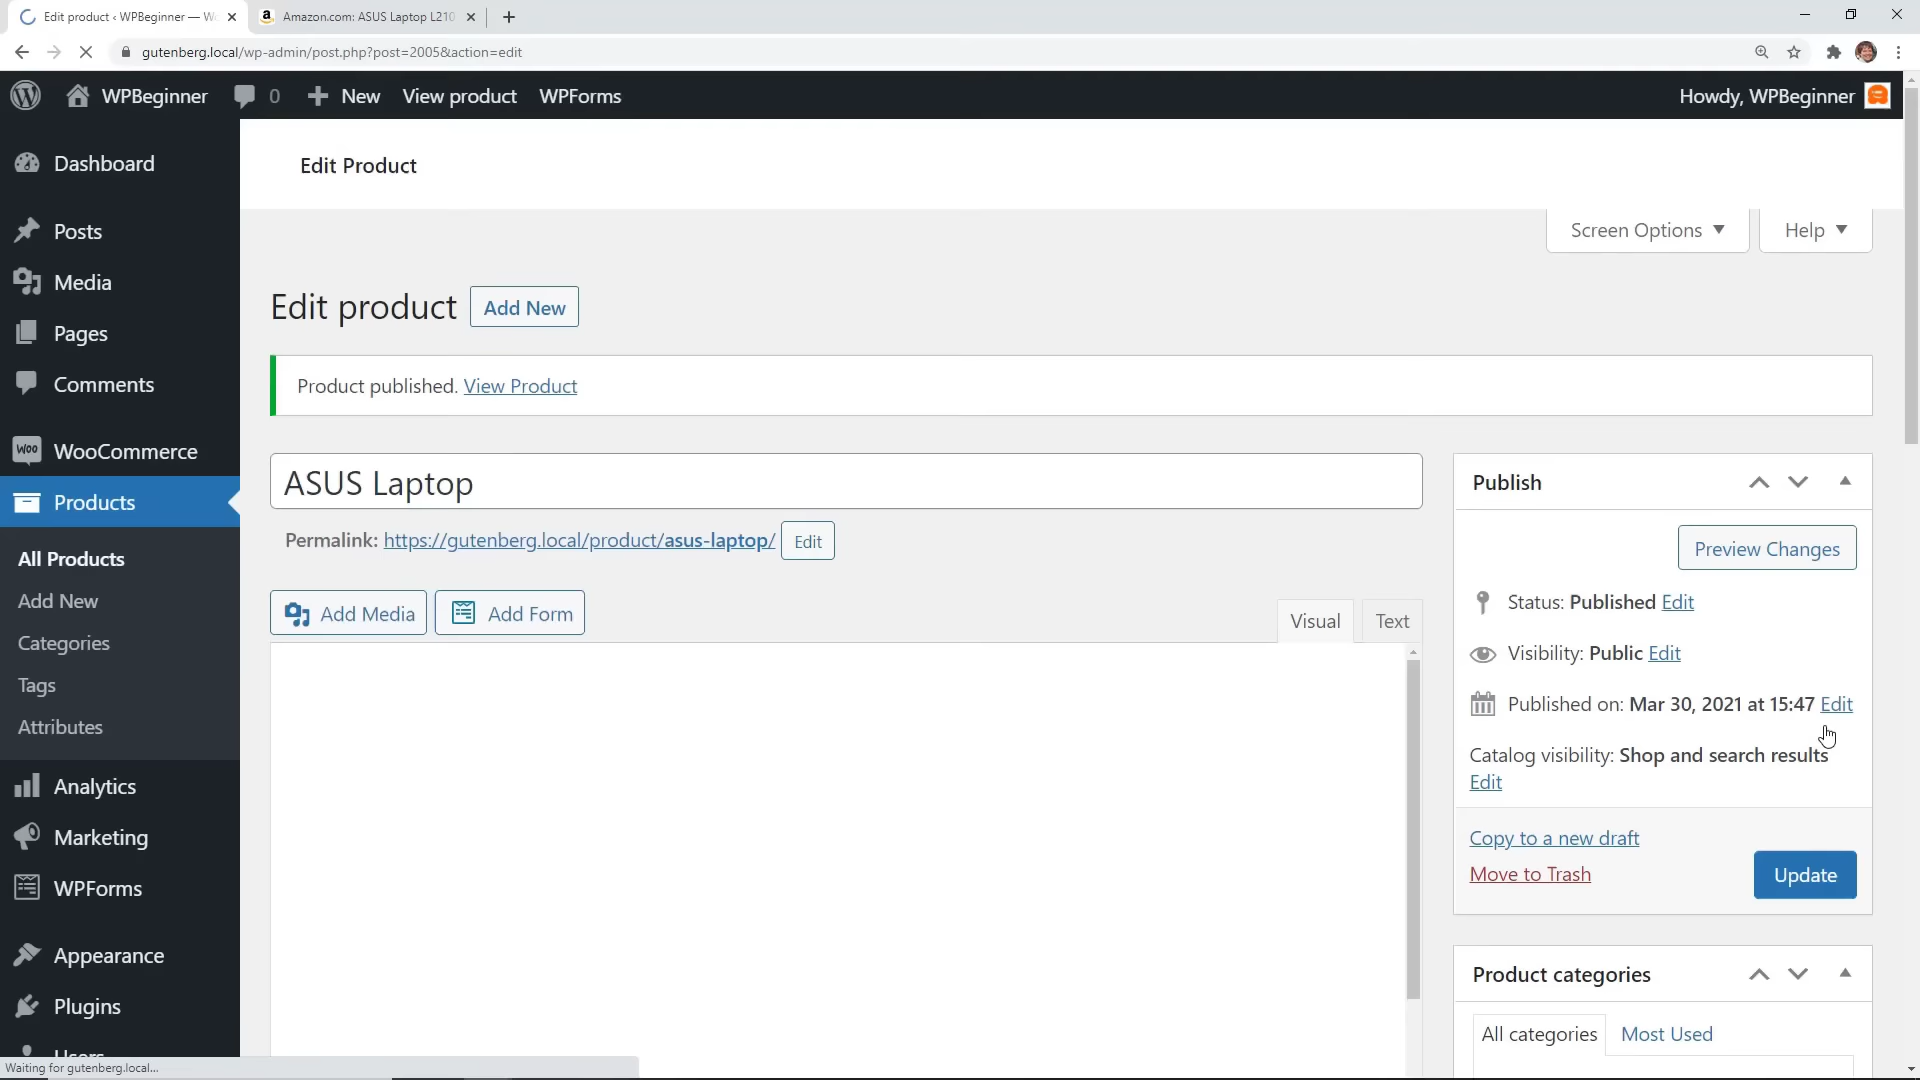 Edit product ‹ WPBeginner — Wo
Amazon.com: ASUS Laptop L210
gutenberg.local/wp-admin/post.php?post=2005&action=edit
WPBeginner
0
New
View product
WPForms
Howdy, WPBeginner
Dashboard
Posts
Media
Pages
Comments
WooCommerce
Products
All Products
Add New
Categories
Tags
Attributes
Analytics
Marketing
WPForms
Appearance
Plugins
Users
Edit Product
Screen Options
Help
Edit product
Add New
Product published. View Product
ASUS Laptop
Permalink: https://gutenberg.local/product/asus-laptop/ Edit
Add Media
Add Form
Visual
Text
Publish
Preview Changes
Status: Published Edit
Visibility: Public Edit
Published on: Mar 30, 2021 at 15:47 Edit
Catalog visibility: Shop and search results
Edit
Copy to a new draft
Move to Trash
Update
Product categories
All categories
Most Used
Waiting for gutenberg.local...